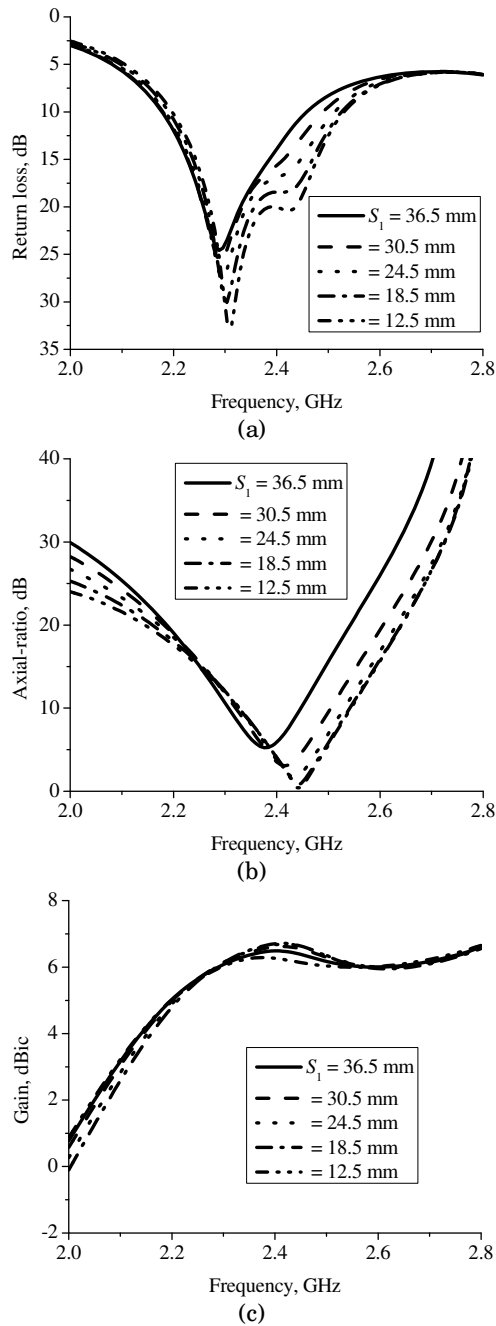 0
5
10
15
20
25
30
35
Return loss, dB
S₁ = 36.5 mm
= 30.5 mm
= 24.5 mm
= 18.5 mm
= 12.5 mm
2.0 2.2 2.4 2.6 2.8
Frequency, GHz
(a)
40
30
20
10
0
Axial-ratio, dB
S₁ = 36.5 mm
= 30.5 mm
= 24.5 mm
= 18.5 mm
= 12.5 mm
2.0 2.2 2.4 2.6 2.8
Frequency, GHz
(b)
8
6
4
2
0
-2
Gain, dBic
S₁ = 36.5 mm
= 30.5 mm
= 24.5 mm
= 18.5 mm
= 12.5 mm
2.0 2.2 2.4 2.6 2.8
Frequency, GHz
(c)